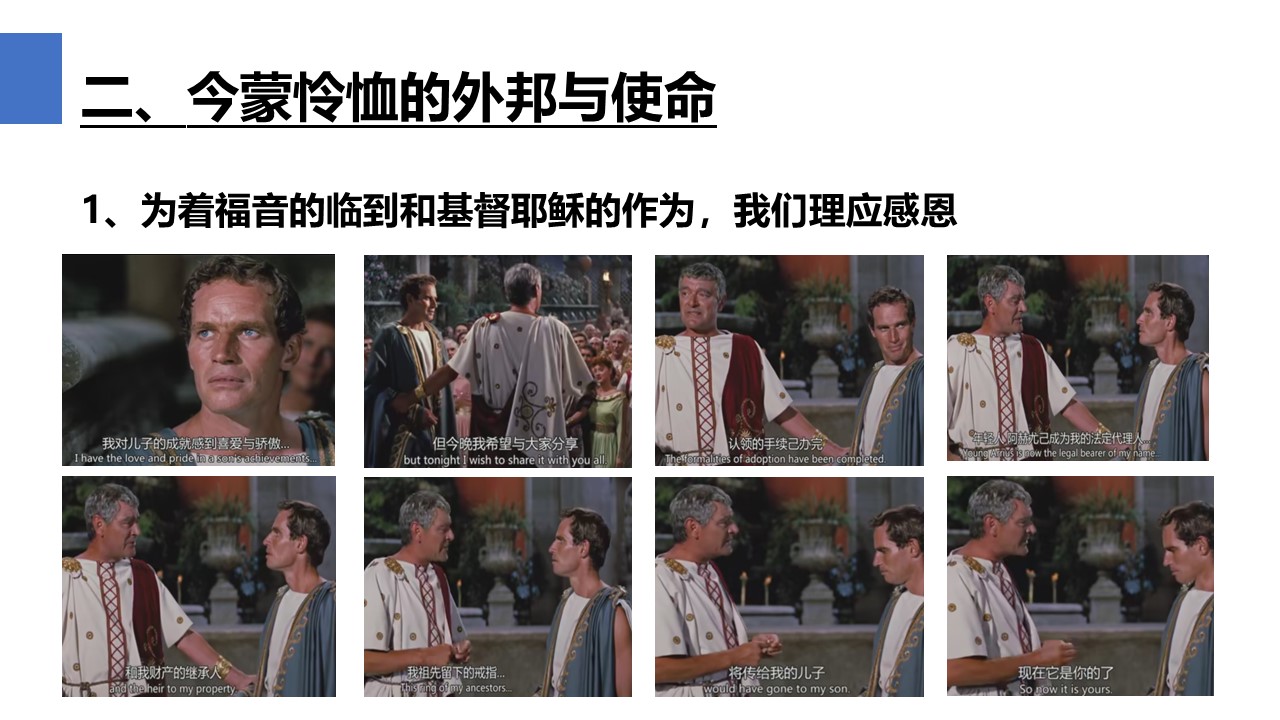 二、今蒙怜恤的外邦与使命
1、为着福音的临到和基督耶稣的作为，我们理应感恩
我对儿子的成就感到喜爱与骄傲...
I have the love and pride in a son's achievements...
但今晚我希望与大家分享
but tonight I wish to share it with you all.
认领的手续已办完
The formalities of adoption have been completed.
年轻人阿赫尤已成为我的法定代理人...
Young Arrius is now the legal bearer of my name.
和我财产的继承人
and the heir to my property
我祖先留下的戒指...
This ring of my ancestors...
将传给我的儿子
would have gone to my son.
现在它是你的了
So now it is yours.